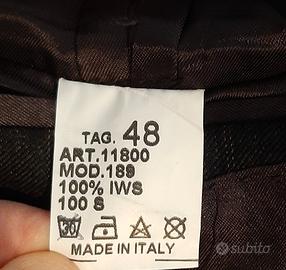 TAG. 48
ART.11800
MOD.189
100% IWS
100 S
30
MADE IN ITALY
subito